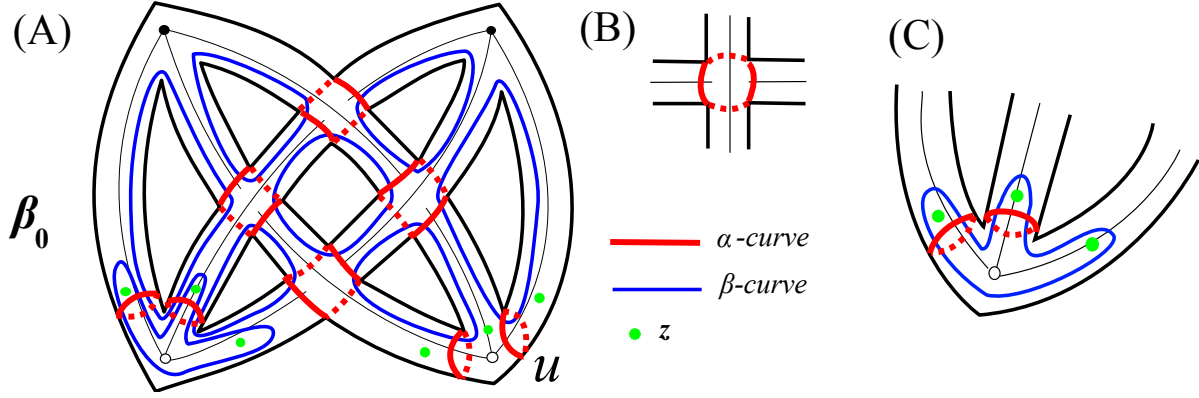 (A)
(B)
(C)
β₀
α-curve
β-curve
z
u